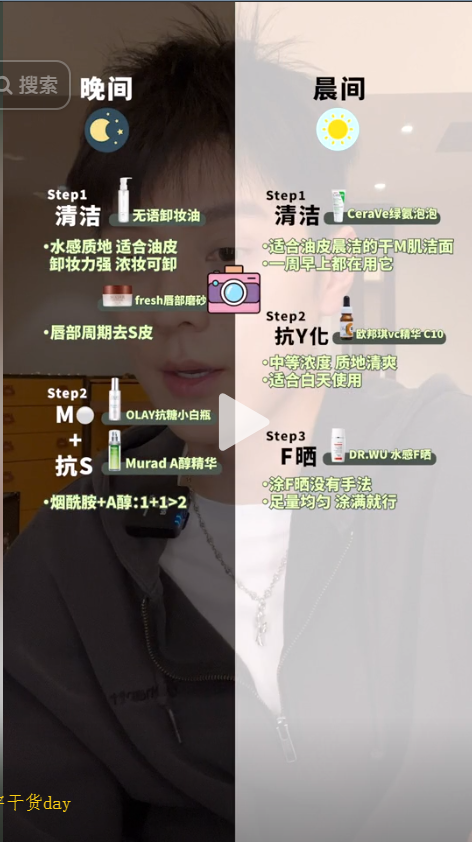 搜索
晚间
Step1
清洁
无语卸妆油
·水感质地 适合油皮
卸妆力强 浓妆可卸
fresh唇部磨砂
·唇部周期去S皮
Step2
M
+
抗S
OLAY抗糖小白瓶
Murad A醇精华
·烟酰胺+A醇:1+1>2
晨间
Step1
清洁
CeraVe绿氨泡泡
·适合油皮晨洁的干M肌洁面
·一周早上都在用它
Step2
抗Y化
欧邦琪vc精华C10
·中等浓度 质地清爽
·适合白天使用
Step3
F晒
DR.WU 水感F晒
·涂F晒没有手法
·足量均匀 涂满就行
干货day